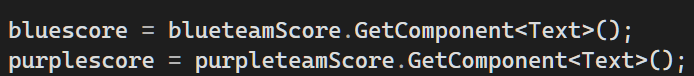 bluescore = blueteamScore.GetComponent<Text>();
purplescore = purpleteamScore.GetComponent<Text>();